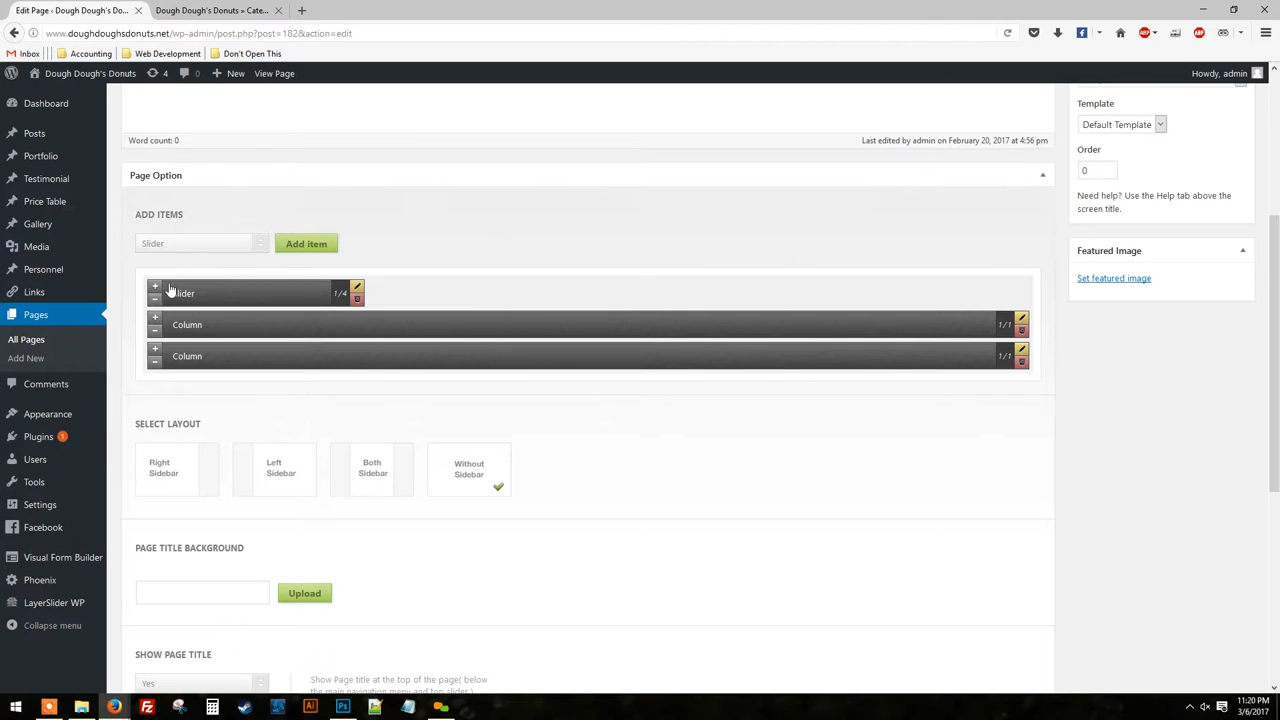 Edit Page ‹ Dough Dough's Do...
Dough Dough's Donuts – Cate...
www.doughdoughsdonuts.net/wp-admin/post.php?post=182&action=edit
Inbox
Accounting
Web Development
Don't Open This
Dough Dough's Donuts
4
0
New
View Page
Howdy, admin
Dashboard
Posts
Portfolio
Testimonial
Price Table
Gallery
Media
Personnel
Links
Pages
All Pages
Add New
Comments
Appearance
Plugins 1
Users
Tools
Settings
Facebook
Visual Form Builder
Phoenix
LayerSlider WP
Collapse menu
Word count: 0
Last edited by admin on February 20, 2017 at 4:56 pm
Page Option
ADD ITEMS
Slider
Add item
1/4
Column
1/1
Column
1/1
SELECT LAYOUT
Right
Sidebar
Left
Sidebar
Both
Sidebar
Without
Sidebar
PAGE TITLE BACKGROUND
Upload
SHOW PAGE TITLE
Yes
Show Page title at the top of the page( below
the main navigation menu and top slider )
Template
Default Template
Order
0
Need help? Use the Help tab above the
screen title.
Featured Image
Set featured image
11:20 PM
3/6/2017